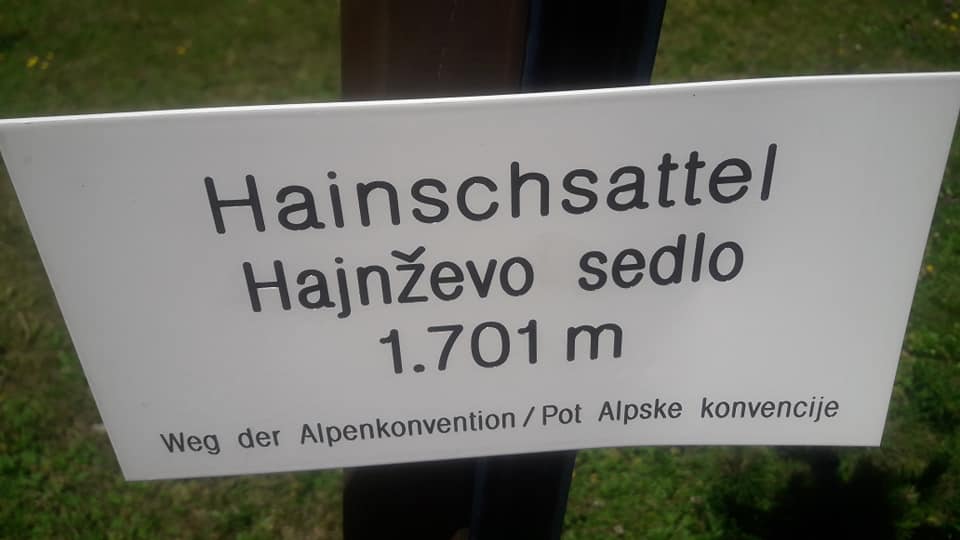 Hainschsattel
Hajnževo sedlo
1.701 m
Weg der Alpenkonvention / Pot Alpske konvencije